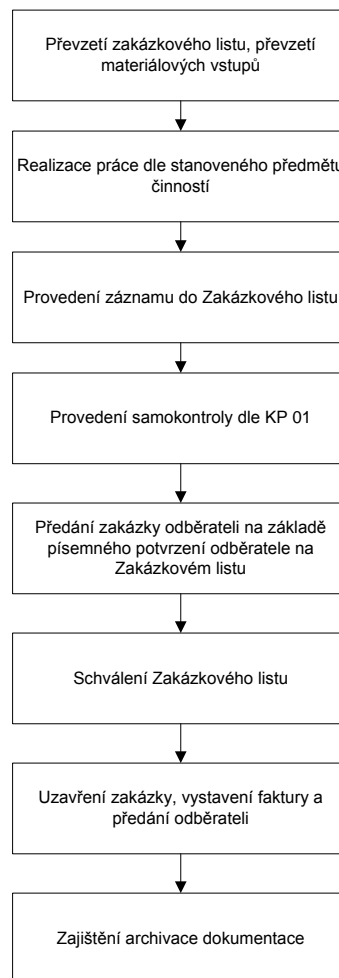 Převzetí zakázkového listu, převzetí
materiálových vstupů
Realizace práce dle stanoveného předmětu
činností
Provedení záznamu do Zakázkového listu
Provedení samokontroly dle KP 01
Předání zakázky odběrateli na základě
písemného potvrzení odběratele na
Zakázkovém listu
Schválení Zakázkového listu
Uzavření zakázky, vystavení faktury a
předání odběrateli
Zajištění archivace dokumentace